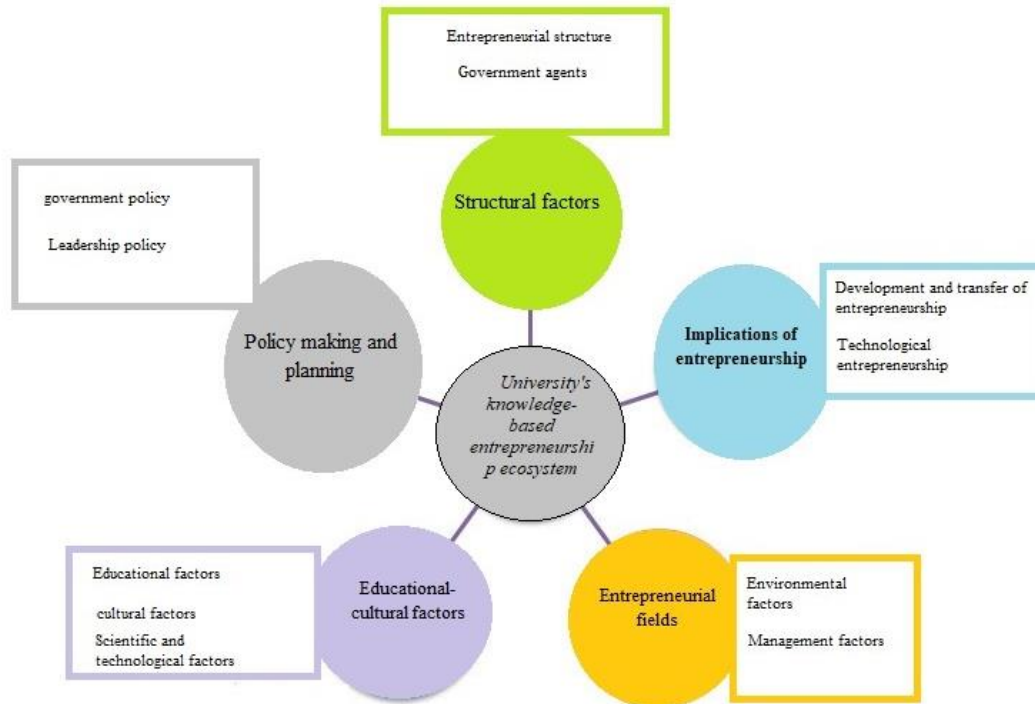 Entrepreneurial structure
Government agents
Structural factors
government policy
Leadership policy
Policy making and
planning
Implications of
entrepreneurship
Development and transfer of
entrepreneurship
Technological
entrepreneurship
University's
knowledge-
based
entrepreneurshi
p ecosystem
Educational factors
cultural factors
Scientific and
technological factors
Educational-
cultural factors
Entrepreneurial
fields
Environmental
factors
Management factors